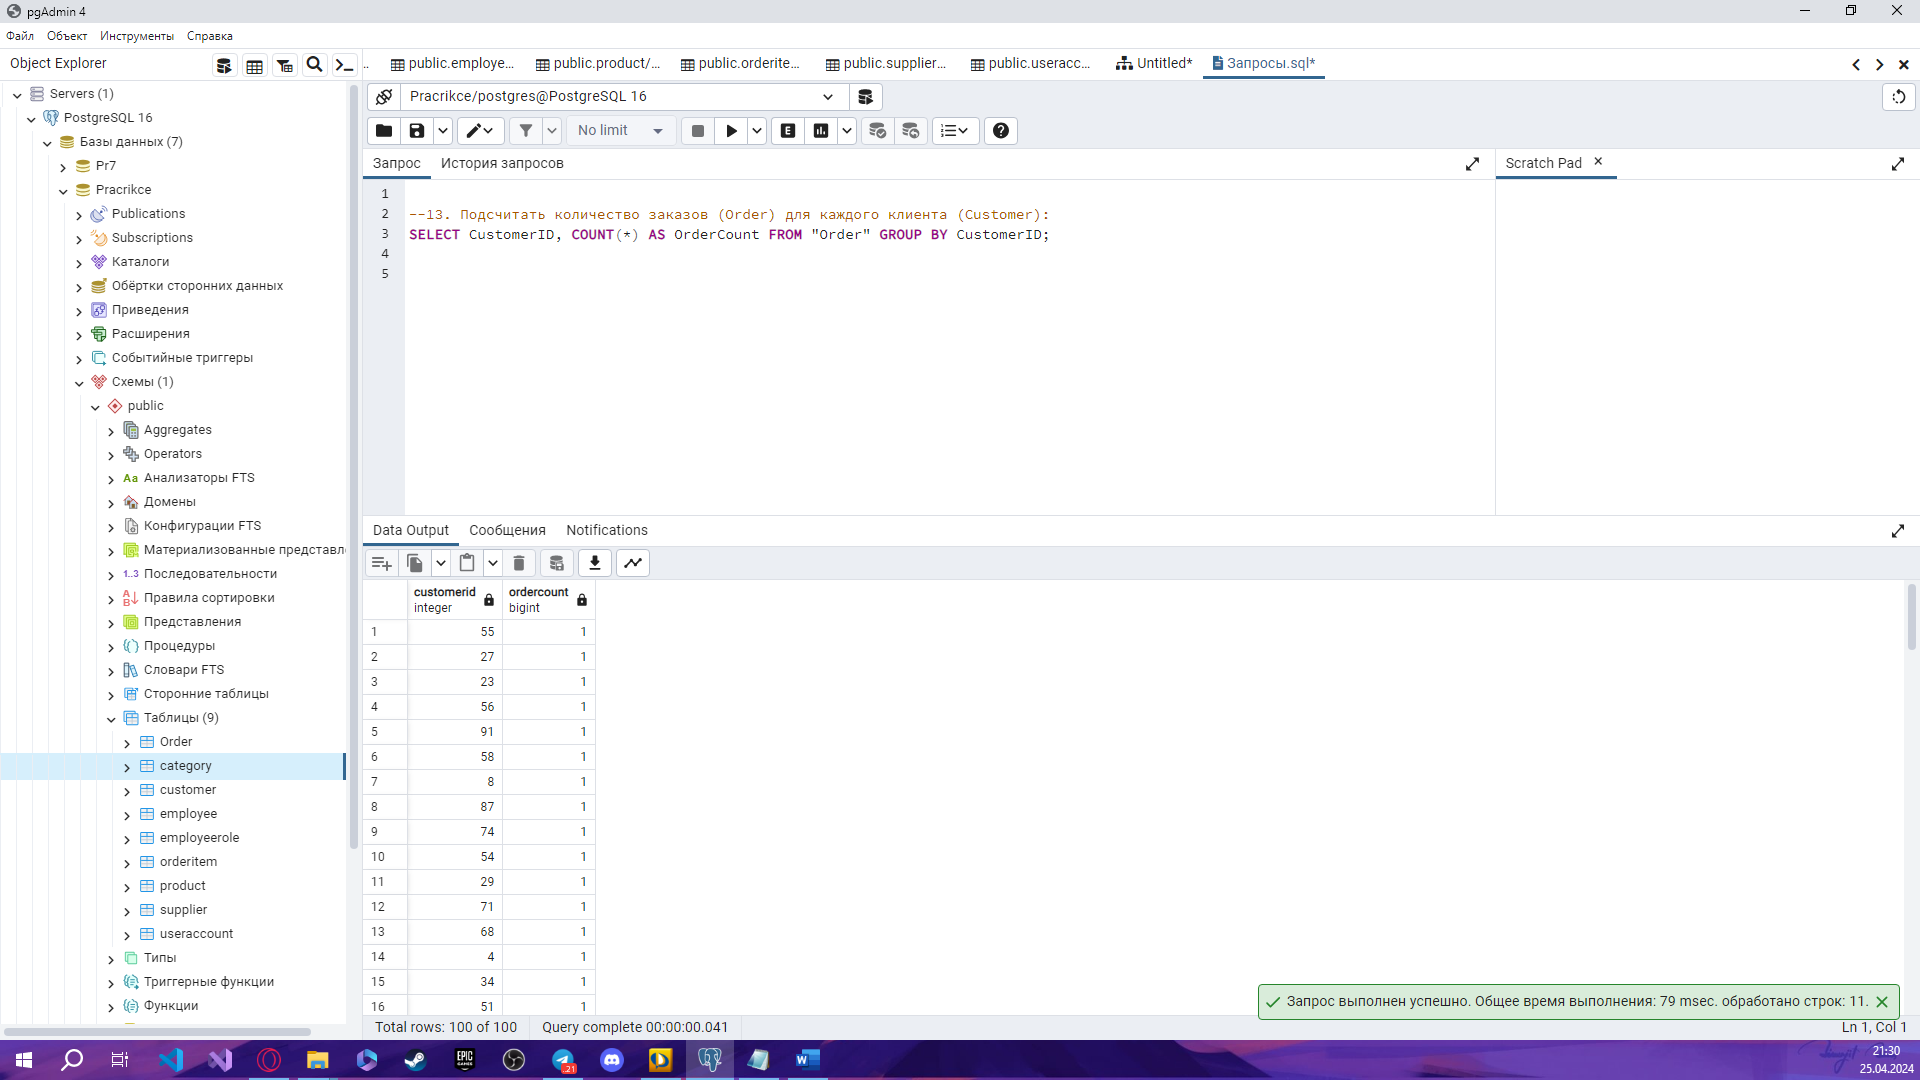 pgAdmin 4
Файл Объект Инструменты Справка
Object Explorer
.. public.employe... public.product/... public.orderite... public.supplier... public.useracc... Untitled* Запросы.sql*
Servers (1)
PostgreSQL 16
Базы данных (7)
Pr7
Pracrikce
Publications
Subscriptions
Каталоги
Обёртки сторонних данных
Приведения
Расширения
Событийные триггеры
Схемы (1)
public
Aggregates
Operators
Aa Анализаторы FTS
Домены
Конфигурации FTS
Материализованные представл
1..3 Последовательности
Правила сортировки
Представления
Процедуры
Словари FTS
Сторонние таблицы
Таблицы (9)
Order
category
customer
employee
employeerole
orderitem
product
supplier
useraccount
Типы
Триггерные функции
Функции
Pracrikce/postgres@PostgreSQL 16
No limit
E
Запрос История запросов
Scratch Pad
1
2 --13. Подсчитать количество заказов (Order) для каждого клиента (Customer):
3 SELECT CustomerID, COUNT(*) AS OrderCount FROM "Order" GROUP BY CustomerID;
4
5
Data Output Сообщения Notifications
customerid ordercount
integer bigint
1 55 1
2 27 1
3 23 1
4 56 1
5 91 1
6 58 1
7 8 1
8 87 1
9 74 1
10 54 1
11 29 1
12 71 1
13 68 1
14 4 1
15 34 1
16 51 1
Запрос выполнен успешно. Общее время выполнения: 79 msec. обработано строк: 11.
Total rows: 100 of 100 Query complete 00:00:00.041
Ln 1, Col 1
EPIC GAMES
21
21:30
25.04.2024